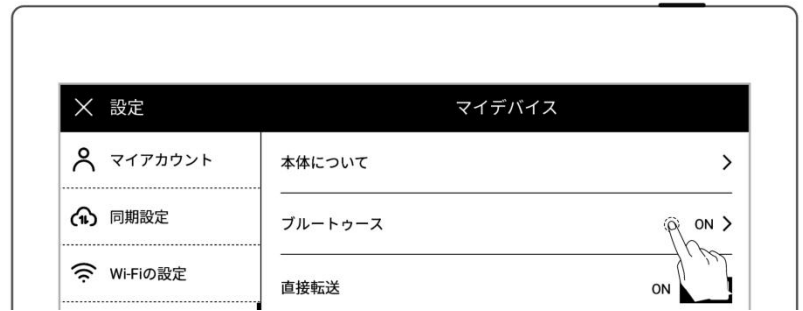 設定
マイデバイス
マイアカウント
本体について
同期設定
ブルートゥース
ON
Wi-Fiの設定
直接転送
ON